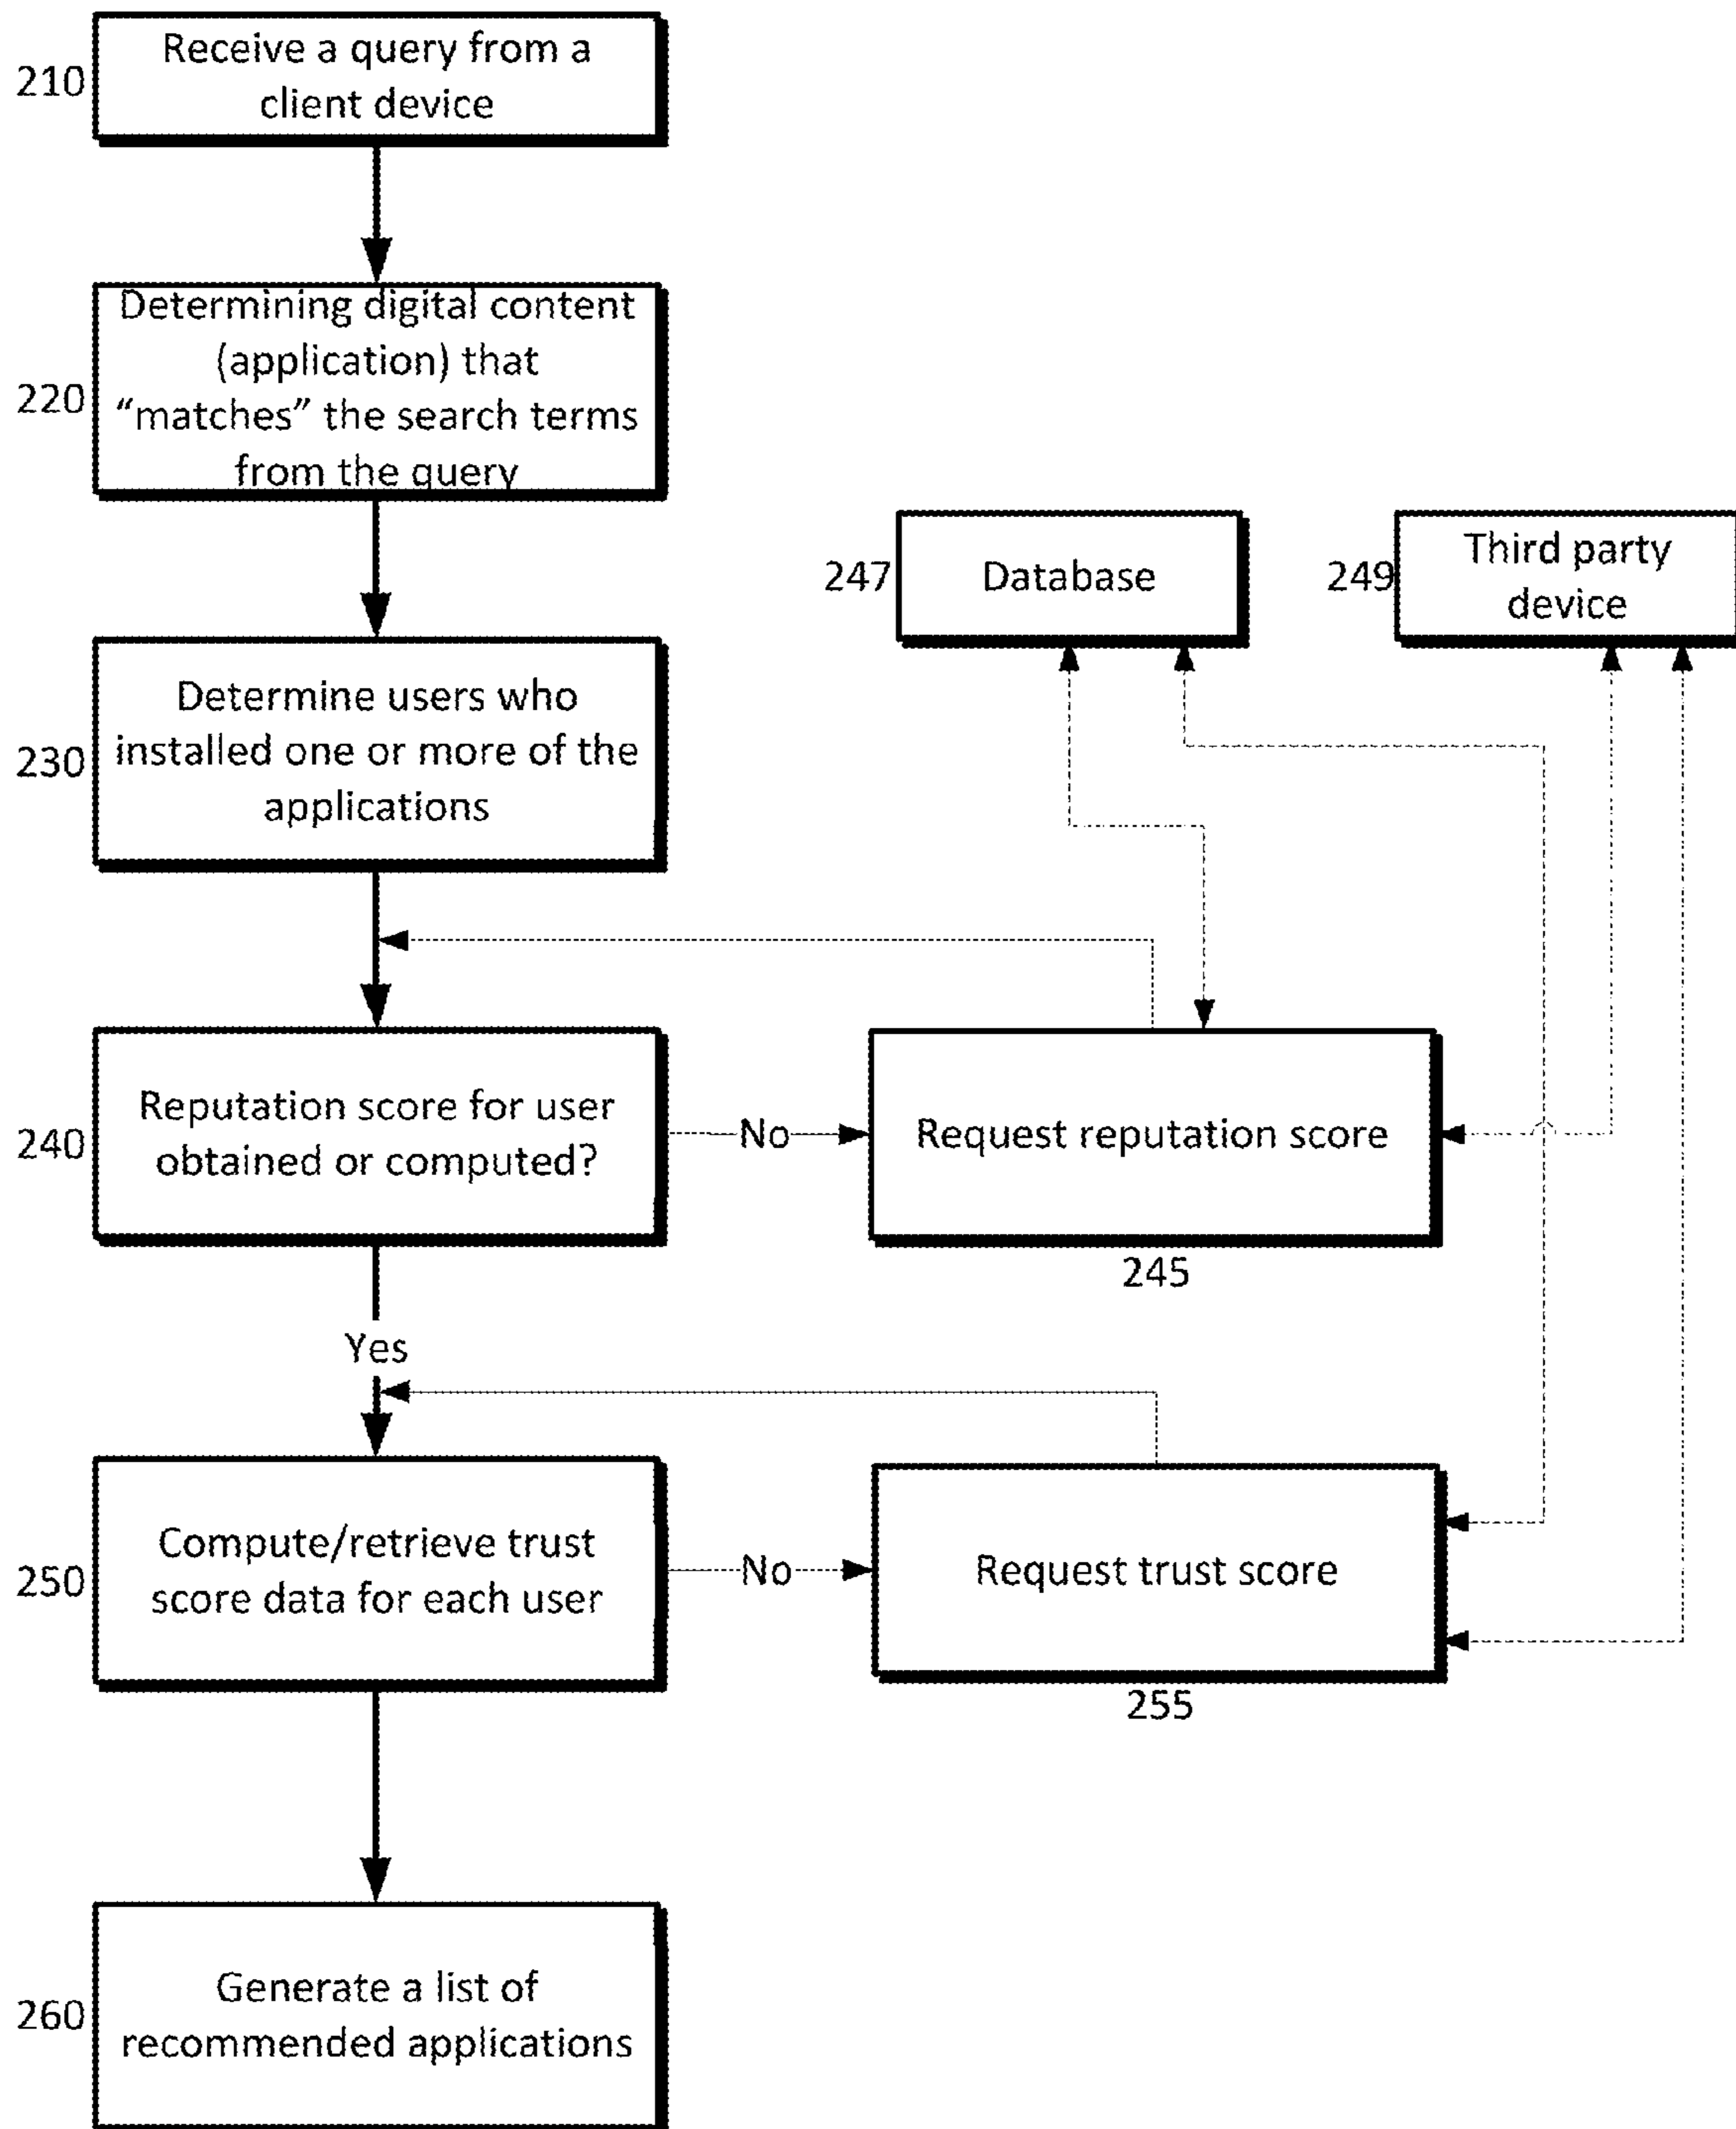 210
Receive a query from a
client device
220
Determining digital content
(application) that
“matches” the search terms
from the query
247
Database
249
Third party
device
230
Determine users who
installed one or more of the
applications
240
Reputation score for user
obtained or computed?
No
Request reputation score
245
Yes
250
Compute/retrieve trust
score data for each user
No
Request trust score
255
260
Generate a list of
recommended applications